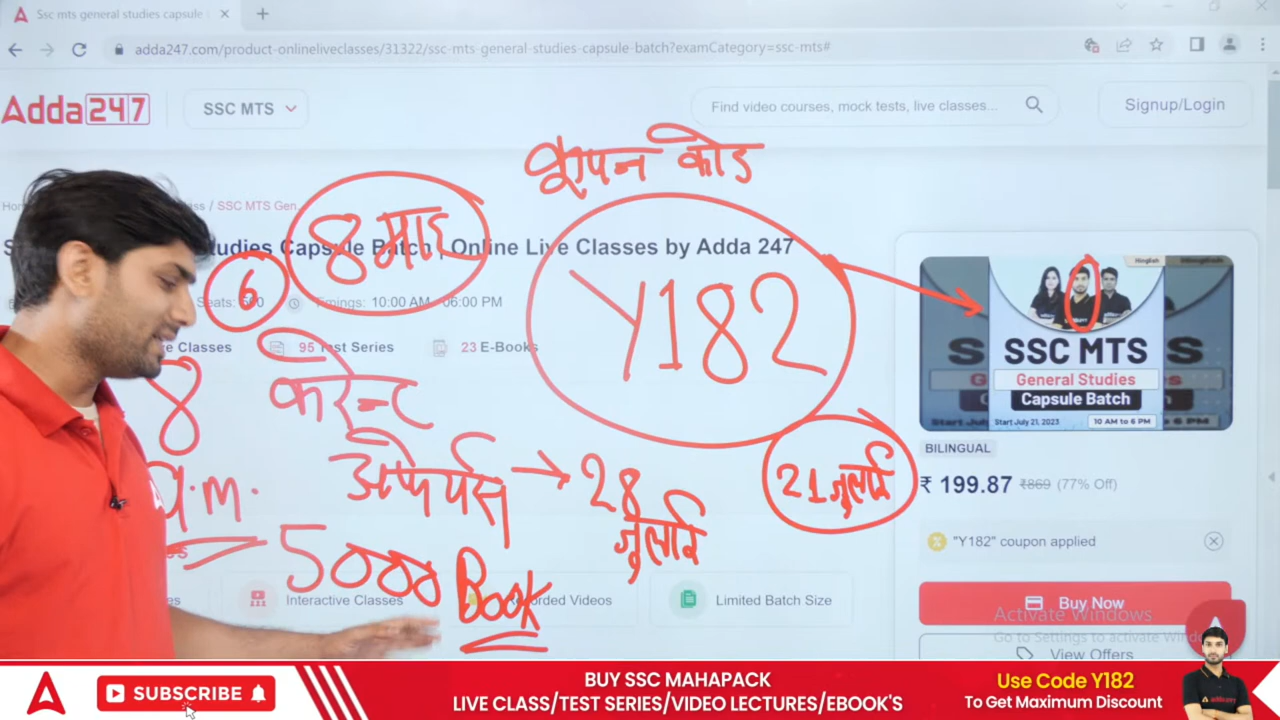 Ssc mts general studies capsule
adda247.com/product-onlineliveclasses/31322/ssc-mts-general-studies-capsule-batch?examCategory=ssc-mts#
Adda247
SSC MTS
Find video courses, mock tests, live classes...
Signup/Login
कूपन कोड
SSC MTS Gen
8 माह
Studies Capsule Batch | Online Live Classes by Adda 247
6
Timings: 10:00 AM - 06:00 PM
Y182
Classes
95 Test Series
23 E-Books
8
a.m.
करेन्ट
अफेयर्स
28
जुलाई
21 जुलाई
5000 Book
Hinglish
SSC MTS
General Studies
Capsule Batch
Start July 21, 2023
10 AM to 6 PM
BILINGUAL
₹ 199.87 ₹869 (77% Off)
"Y182" coupon applied
Interactive Classes
Recorded Videos
Limited Batch Size
Buy Now
Activate Windows
Go to Settings to activate Windows
View Offers
SUBSCRIBE
BUY SSC MAHAPACK
LIVE CLASS/TEST SERIES/VIDEO LECTURES/EBOOK'S
Use Code Y182
To Get Maximum Discount